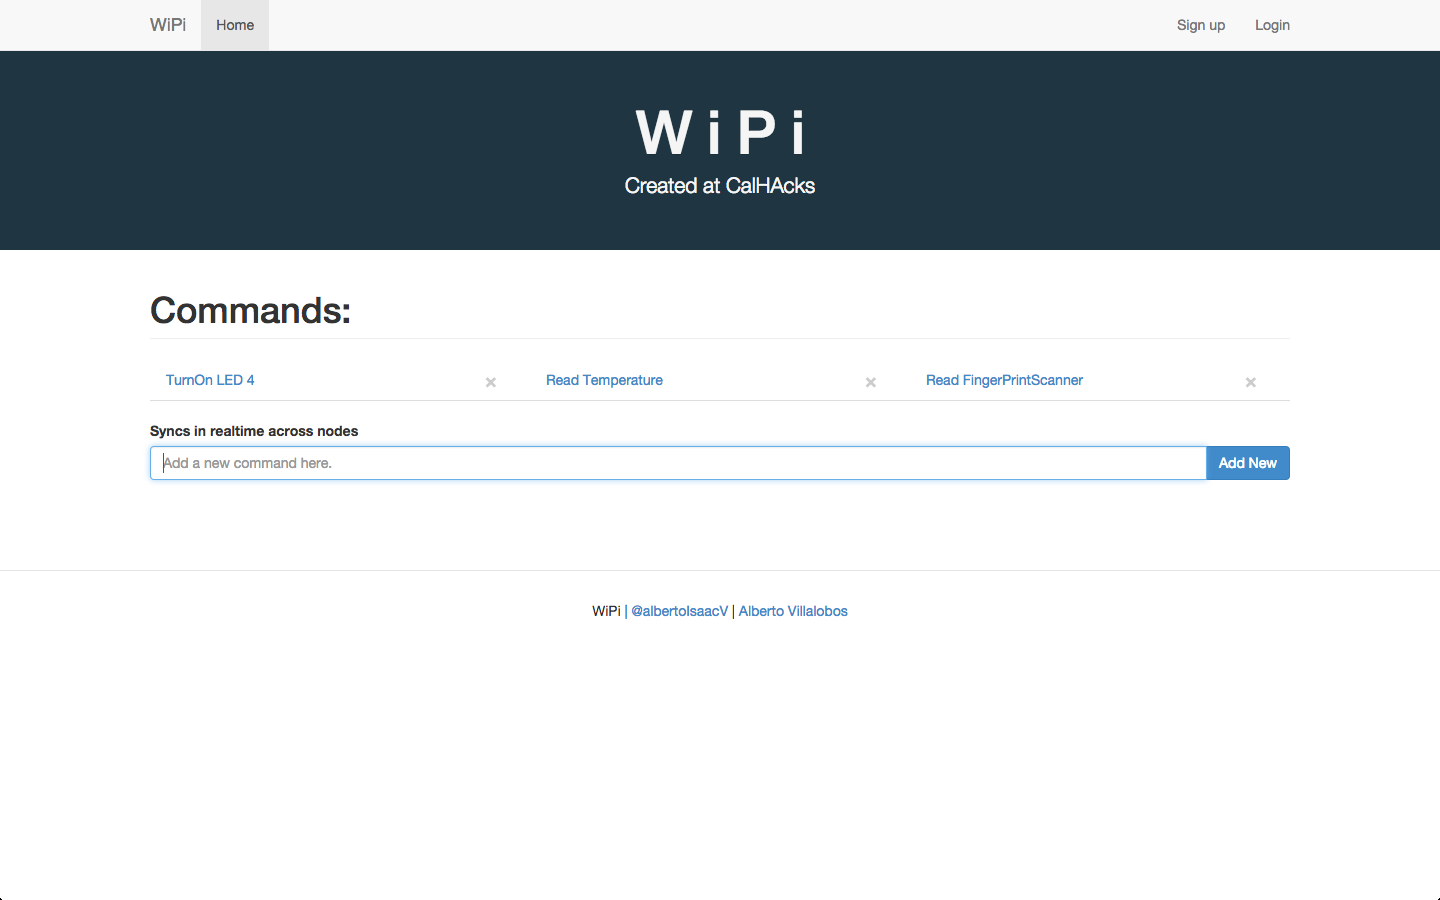 WiPi Home Sign up Login
WiPi
Created at CalHAcks
Commands:
TurnOn LED 4 × Read Temperature × Read FingerPrintScanner ×
Syncs in realtime across nodes
Add a new command here. Add New
WiPi | @albertoIsaacV | Alberto Villalobos